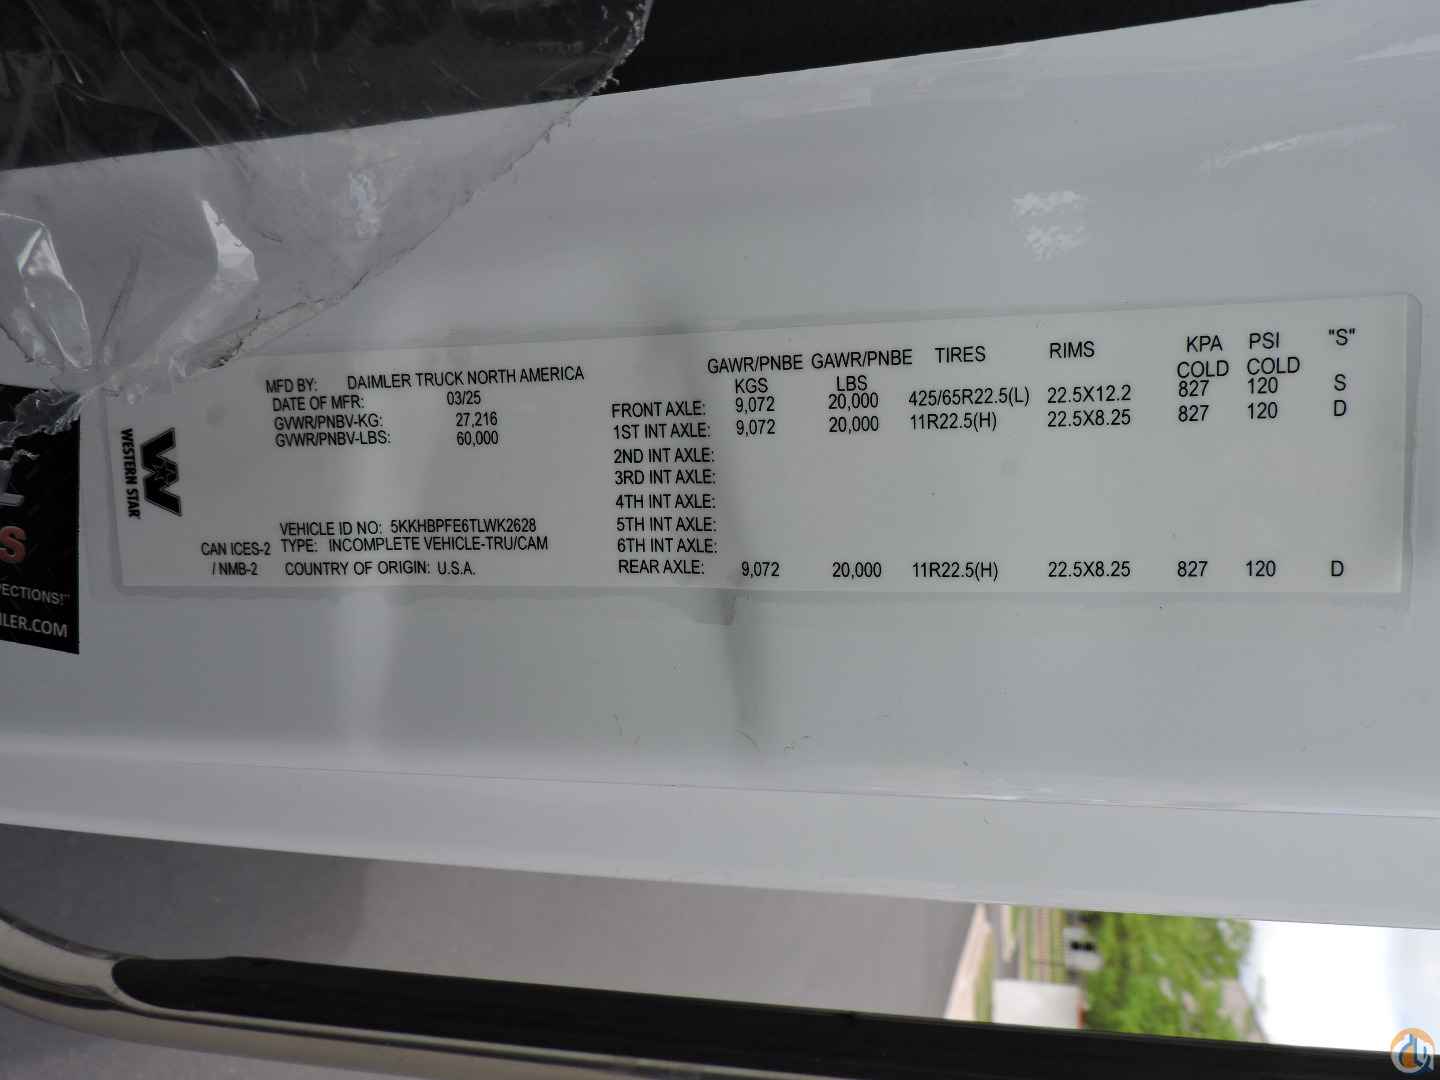 MFD BY: DAIMLER TRUCK NORTH AMERICA
DATE OF MFR: 03/25
GVWR/PNBV-KG: 27,216
GVWR/PNBV-LBS: 60,000
WESTERN STAR
VEHICLE ID NO: 5KKHBPFE6TLWK2628
CAN ICES-2 TYPE: INCOMPLETE VEHICLE-TRU/CAM
/ NMB-2 COUNTRY OF ORIGIN: U.S.A.
GAWR/PNBE GAWR/PNBE TIRES RIMS KPA PSI "S"
KGS LBS COLD COLD
FRONT AXLE: 9,072 20,000 425/65R22.5(L) 22.5X12.2 827 120 S
1ST INT AXLE: 9,072 20,000 11R22.5(H) 22.5X8.25 827 120 D
2ND INT AXLE:
3RD INT AXLE:
4TH INT AXLE:
5TH INT AXLE:
6TH INT AXLE:
REAR AXLE: 9,072 20,000 11R22.5(H) 22.5X8.25 827 120 D
S
PECTIONS!"
ILER.COM